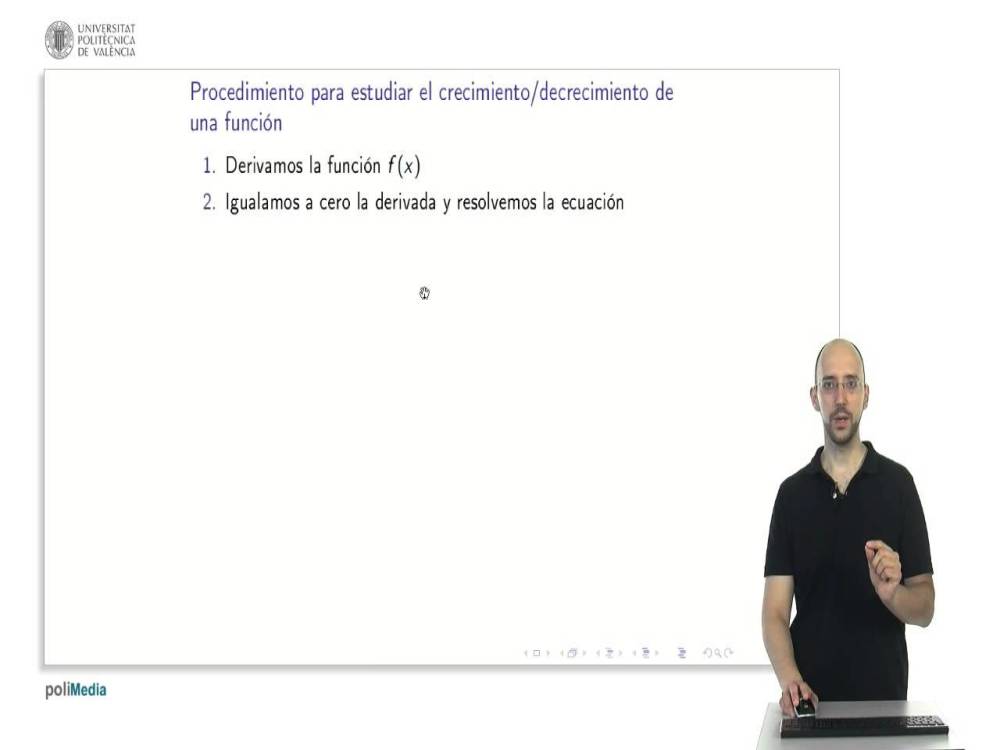 UNIVERSITAT
POLITÈCNICA
DE VALÈNCIA
Procedimiento para estudiar el crecimiento/decrecimiento de
una función
1. Derivamos la función f(x)
2. Igualamos a cero la derivada y resolvemos la ecuación
poliMedia